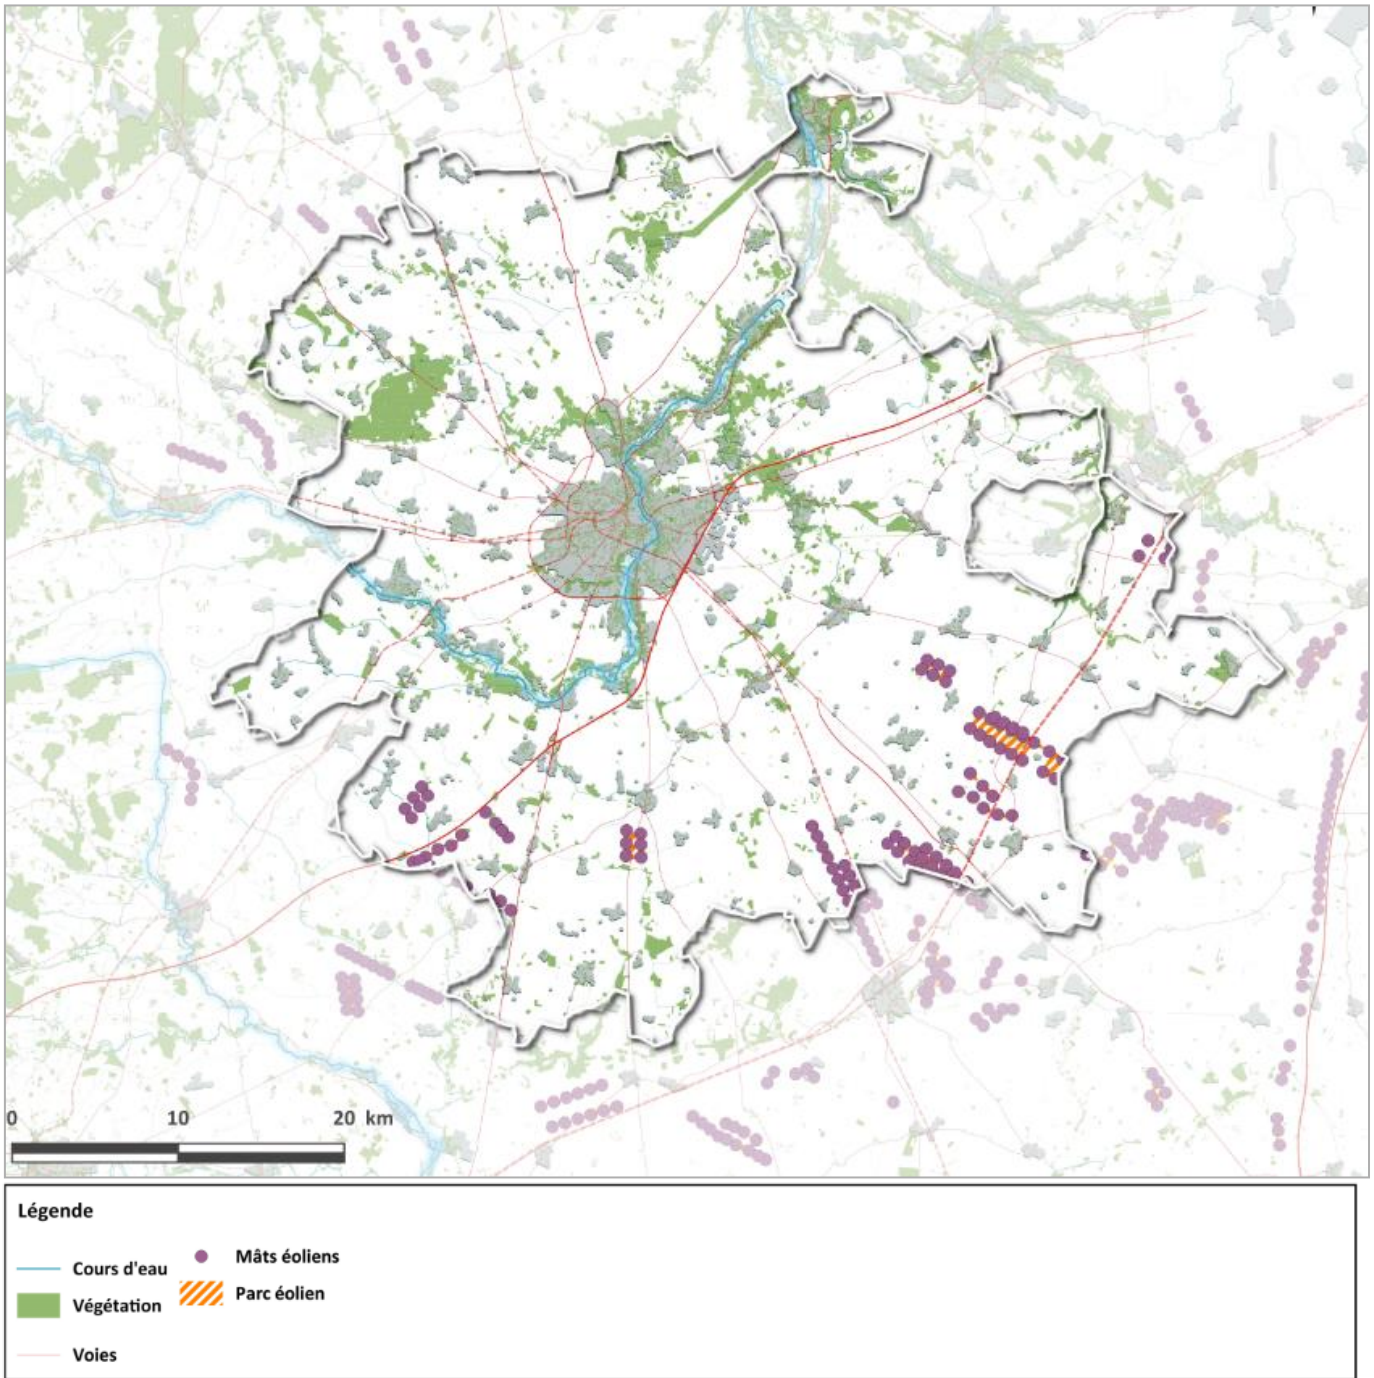 0 10 20 km
Légende
Cours d'eau
Végétation
Voies
Mâts éoliens
Parc éolien